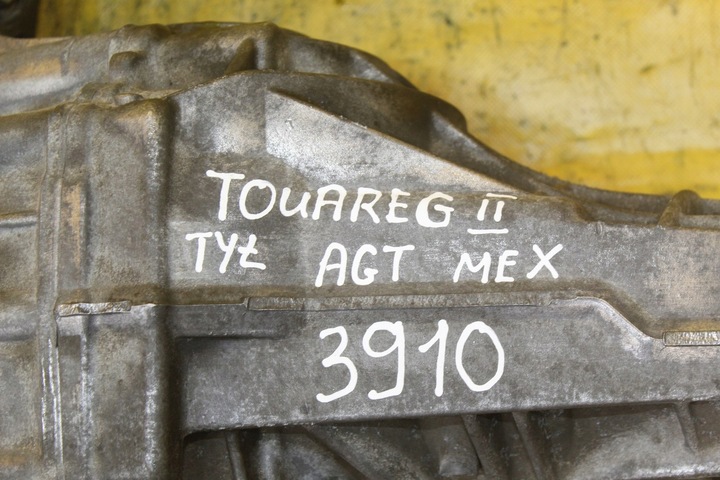 TOUAREG II
TYŁ AGT MEX
3910